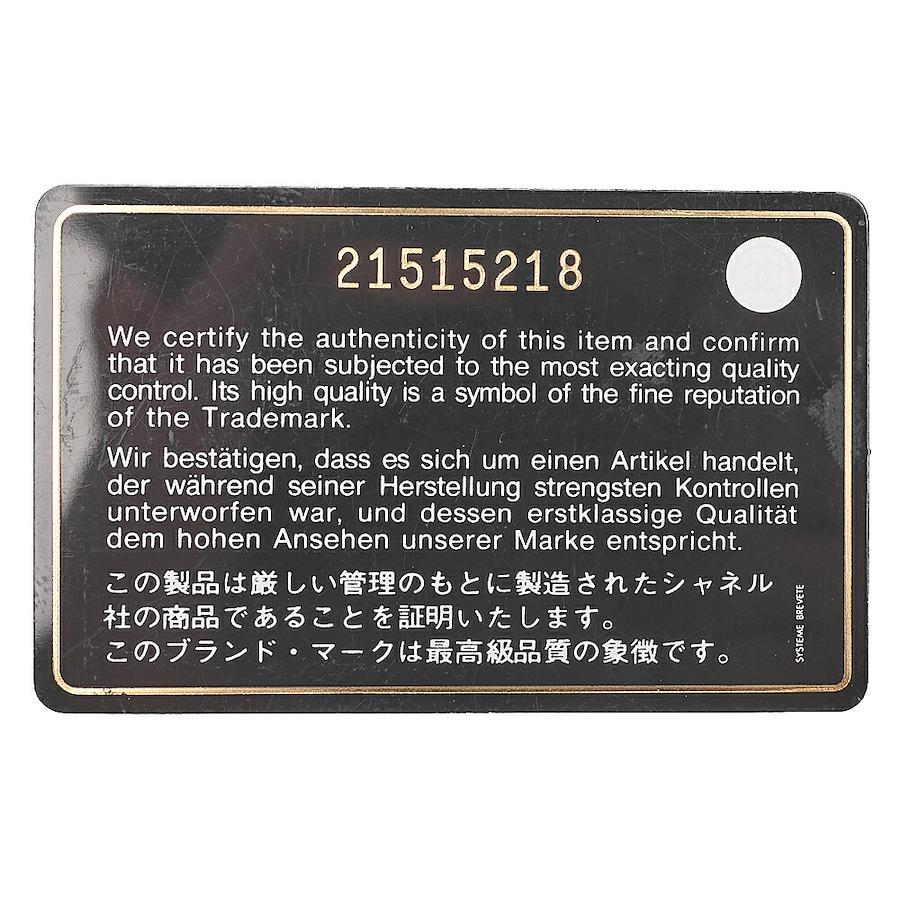 21515218
We certify the authenticity of this item and confirm
that it has been subjected to the most exacting quality
control. Its high quality is a symbol of the fine reputation
of the Trademark.
Wir bestätigen, dass es sich um einen Artikel handelt,
der während seiner Herstellung strengsten Kontrollen
unterworfen war, und dessen erstklassige Qualität
dem hohen Ansehen unserer Marke entspricht.
この製品は厳しい管理のもとに製造されたシャネル
社の商品であることを証明いたします。
このブランド・マークは最高級品質の象徴です。
SYSTEME BREVETE